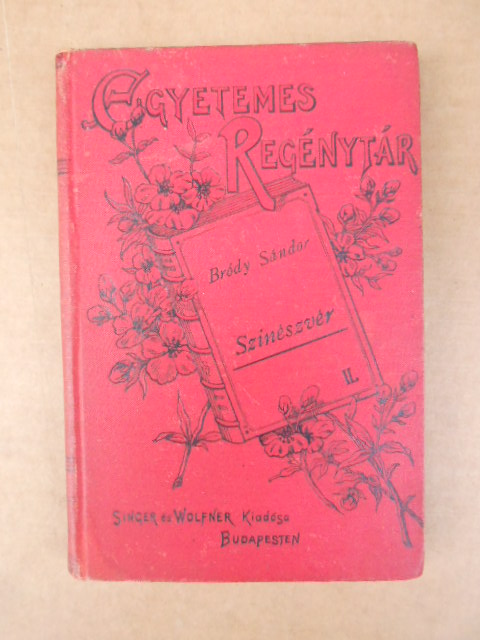 EGYETEMES
REGÉNYTÁR
Bródy Sándor
Szinészvér
II.
SINGER és WOLFNER Kiadása
BUDAPESTEN